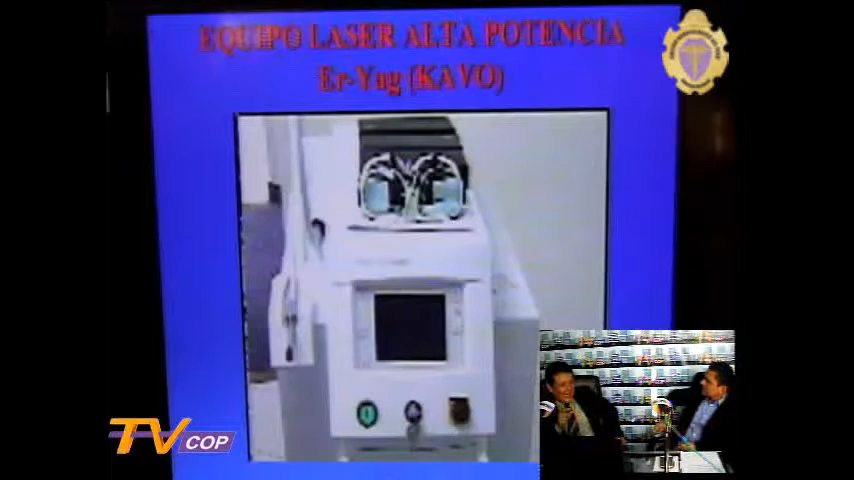 EQUIPO LASER ALTA POTENCIA
Er-Yag (KAVO)
TV COP